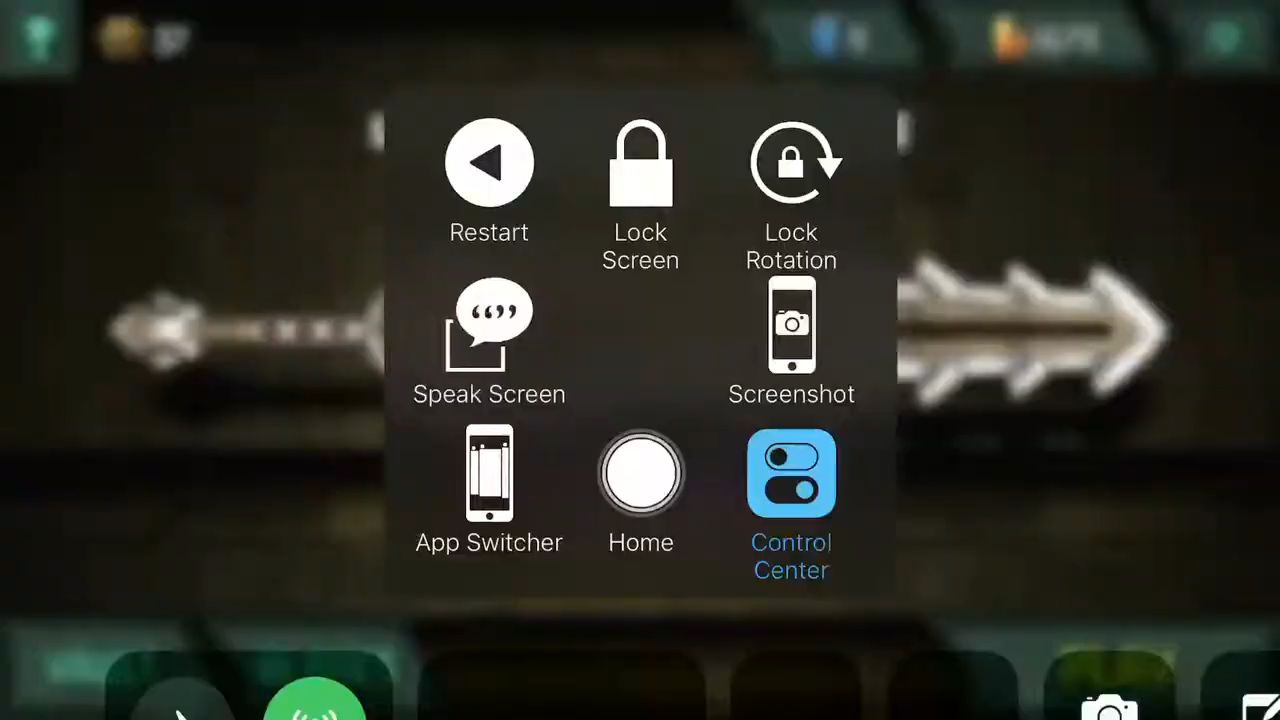 Restart
Lock
Screen
Lock
Rotation
Speak Screen
Screenshot
App Switcher
Home
Control
Center